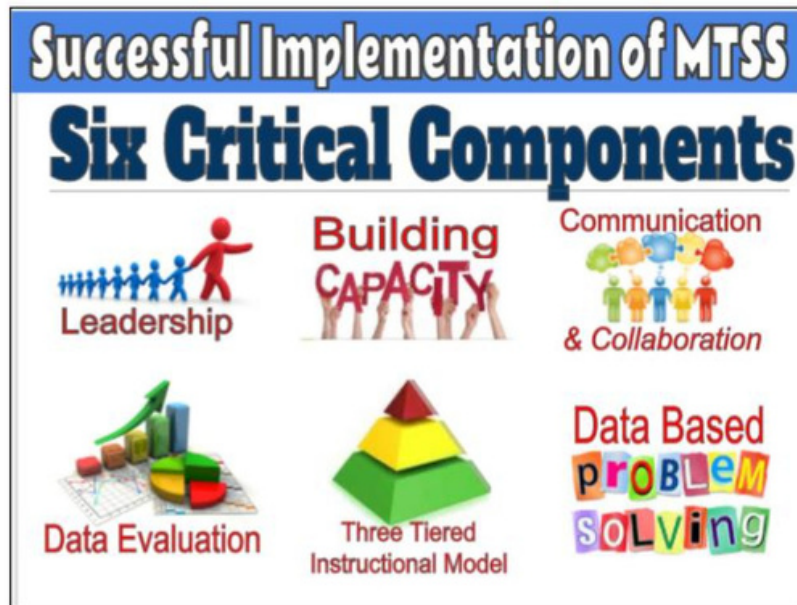 Successful Implementation of MTSS
Six Critical Components
Leadership
Building
CAPACITY
Communication
& Collaboration
Data Evaluation
Three Tiered
Instructional Model
Data Based
PROBLEM
SOLViNg